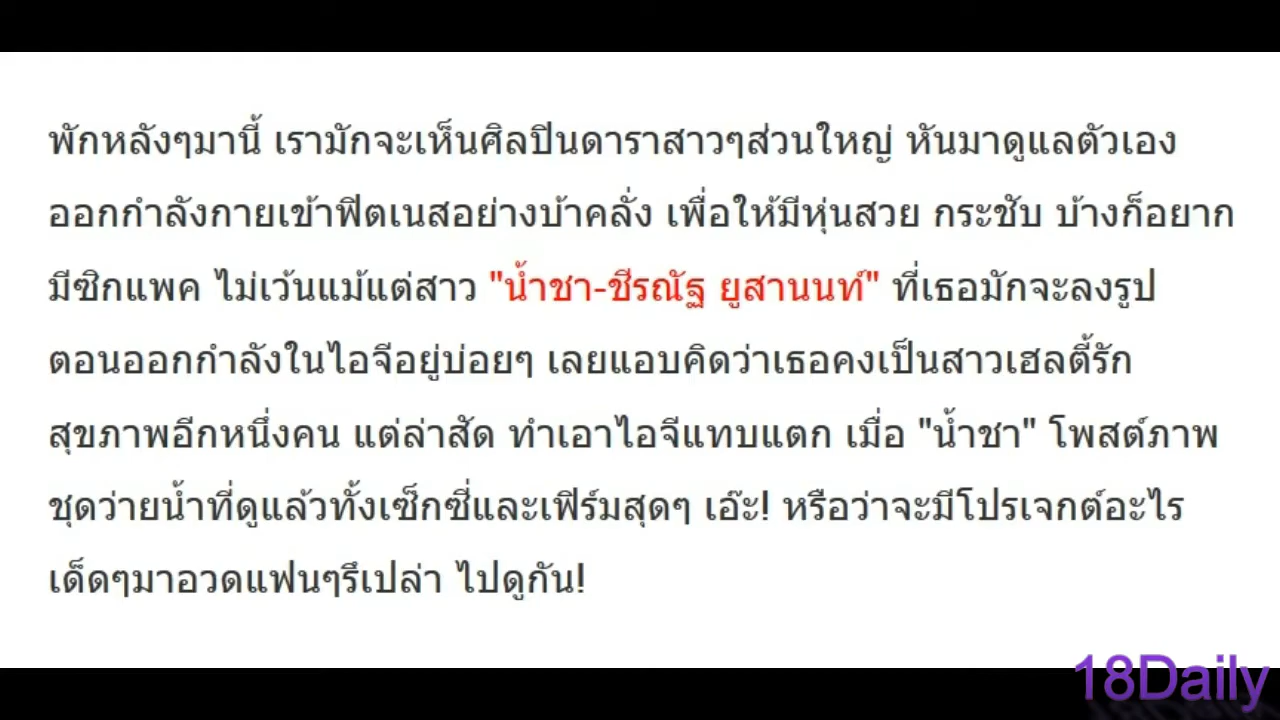 พักหลังๆมานี้ เรามักจะเห็นศิลปินดาราสาวๆส่วนใหญ่ หันมาดูแลตัวเอง
ออกกำลังกายเข้าฟิตเนสอย่างบ้าคลั่ง เพื่อให้มีหุ่นสวย กระชับ บ้างก็อยาก
มีซิกแพค ไม่เว้นแม้แต่สาว "น้ำชา-ชีรณัฐ ยูสานนท์" ที่เธอมักจะลงรูป
ตอนออกกำลังในไอจีอยู่บ่อยๆ เลยแอบคิดว่าเธอคงเป็นสาวเฮลตี้รัก
สุขภาพอีกหนึ่งคน แต่ล่าสัด ทำเอาไอจีแทบแตก เมื่อ "น้ำชา" โพสต์ภาพ
ชุดว่ายน้ำที่ดูแล้วทั้งเซ็กซี่และเฟิร์มสุดๆ เอ๊ะ! หรือว่าจะมีโปรเจกต์อะไร
เด็ดๆมาอวดแฟนๆรึเปล่า ไปดูกัน!
18Daily